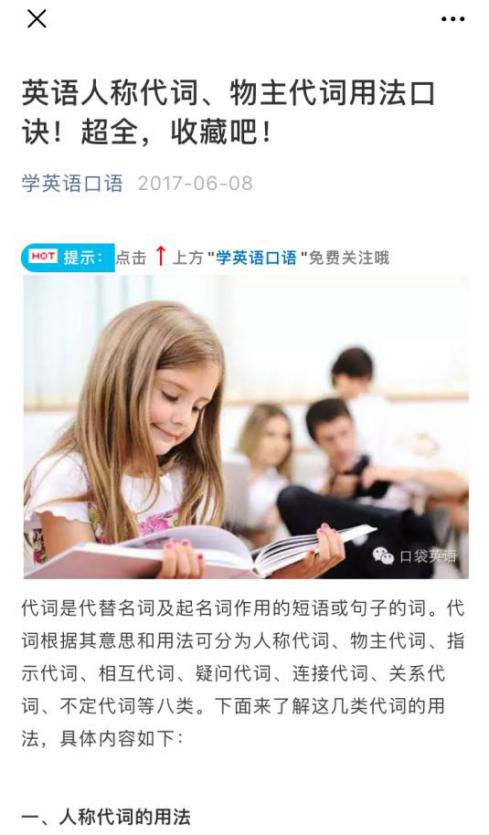 英语人称代词、物主代词用法口
诀！超全，收藏吧！
学英语口语 2017-06-08
HOT 提示：点击 ↑ 上方"学英语口语"免费关注哦
口袋英语
代词是代替名词及起名词作用的短语或句子的词。代
词根据其意思和用法可分为人称代词、物主代词、指
示代词、相互代词、疑问代词、连接代词、关系代
词、不定代词等八类。下面来了解这几类代词的用
法，具体内容如下：
一、人称代词的用法